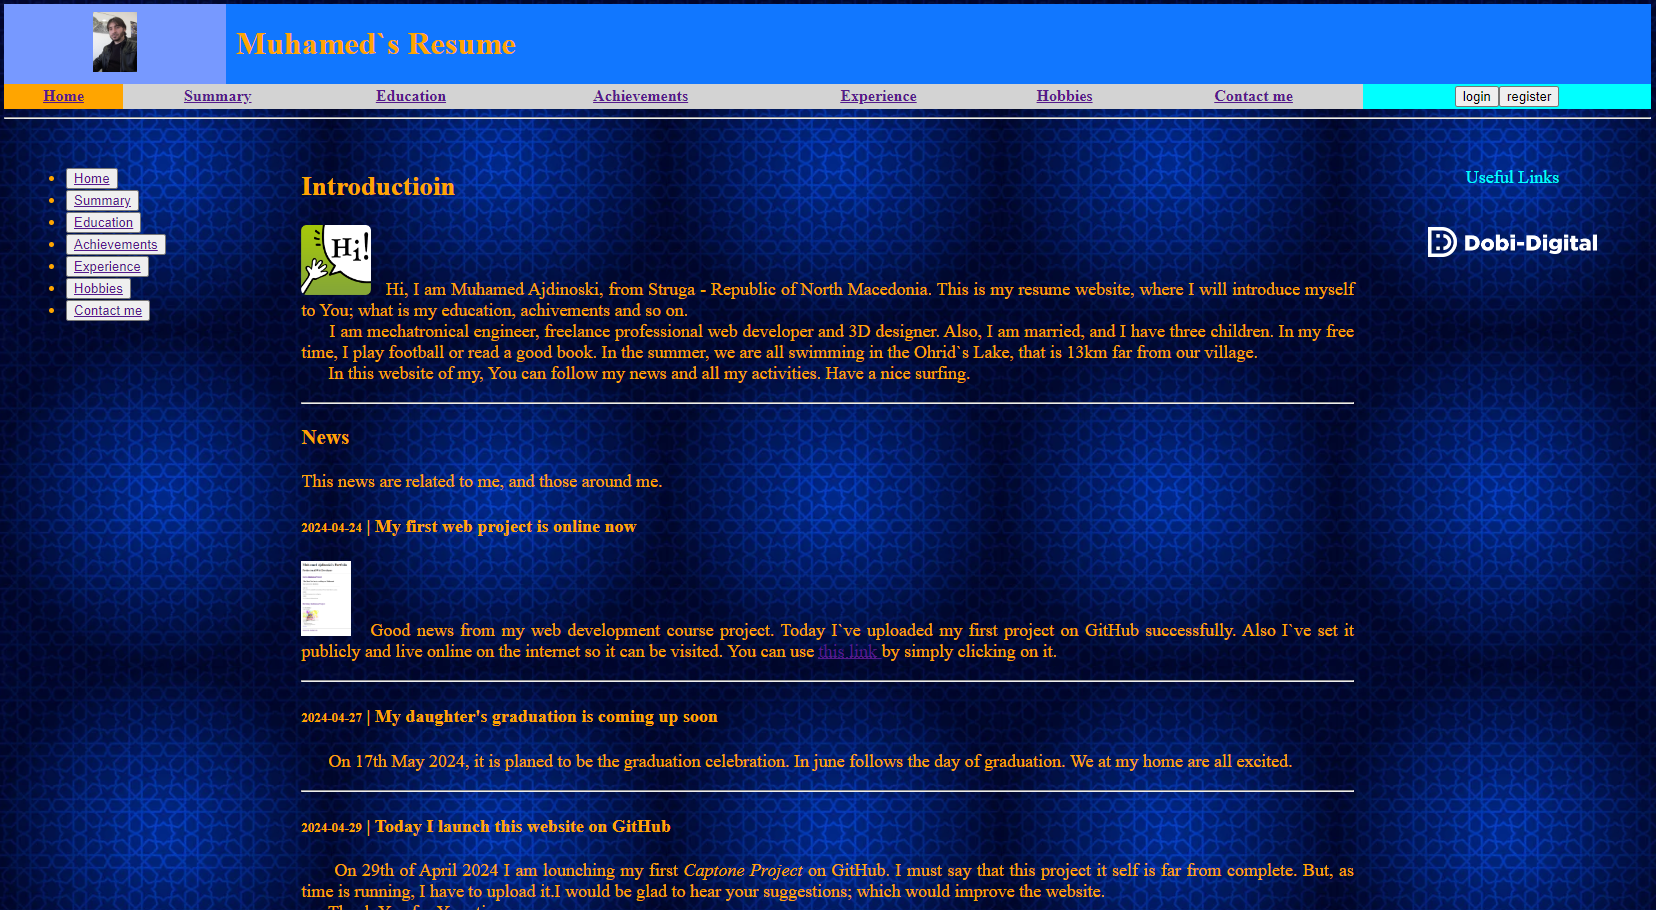 Muhamed`s Resume
Home Summary Education Achievements Experience Hobbies Contact me login register
Home
Summary
Education
Achievements
Experience
Hobbies
Contact me
Introductioin
Hi!
Hi, I am Muhamed Ajdinoski, from Struga - Republic of North Macedonia. This is my resume website, where I will introduce myself
to You; what is my education, achivements and so on.
I am mechatronical engineer, freelance professional web developer and 3D designer. Also, I am married, and I have three children. In my free
time, I play football or read a good book. In the summer, we are all swimming in the Ohrid`s Lake, that is 13km far from our village.
In this website of my, You can follow my news and all my activities. Have a nice surfing.
News
This news are related to me, and those around me.
2024-04-24 | My first web project is online now
Good news from my web development course project. Today I`ve uploaded my first project on GitHub successfully. Also I`ve set it
publicly and live online on the internet so it can be visited. You can use this link by simply clicking on it.
2024-04-27 | My daughter's graduation is coming up soon
On 17th May 2024, it is planed to be the graduation celebration. In june follows the day of graduation. We at my home are all excited.
2024-04-29 | Today I launch this website on GitHub
On 29th of April 2024 I am lounching my first Captone Project on GitHub. I must say that this project it self is far from complete. But, as
time is running, I have to upload it.I would be glad to hear your suggestions; which would improve the website.
Useful Links
Dobi-Digital